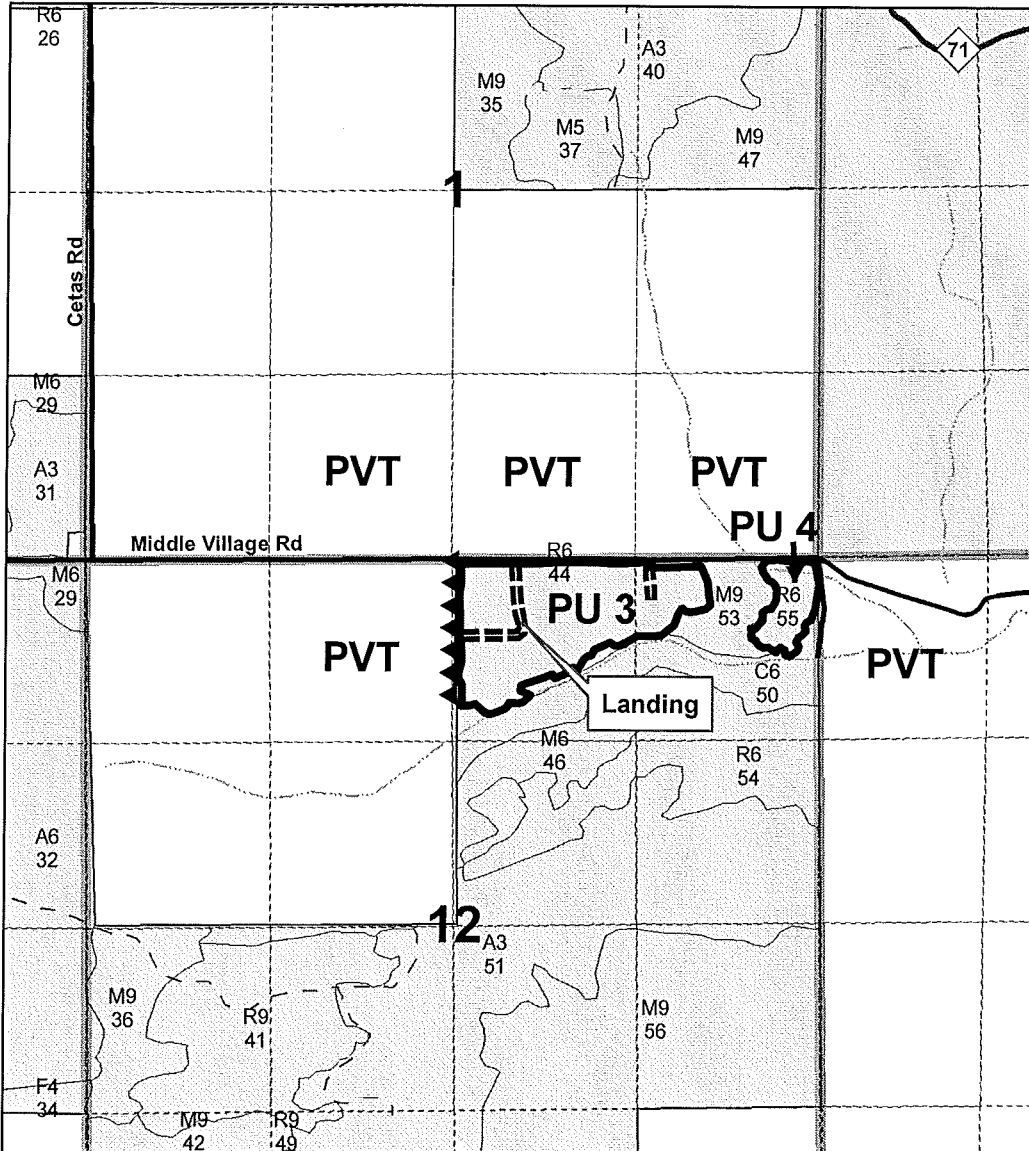 R6
26
71
A3
40
M9
35
M5
37
M9
47
1
Cetas Rd
M6
29
A3
31
PVT
PVT
PVT
PU 4
Middle Village Rd
R6
44
M6
29
PU 3
M9
53
R6
55
PVT
PVT
C6
50
Landing
M6
46
R6
54
A6
32
12
A3
51
M9
36
R9
41
M9
56
F4
34
M9
42
R9
49